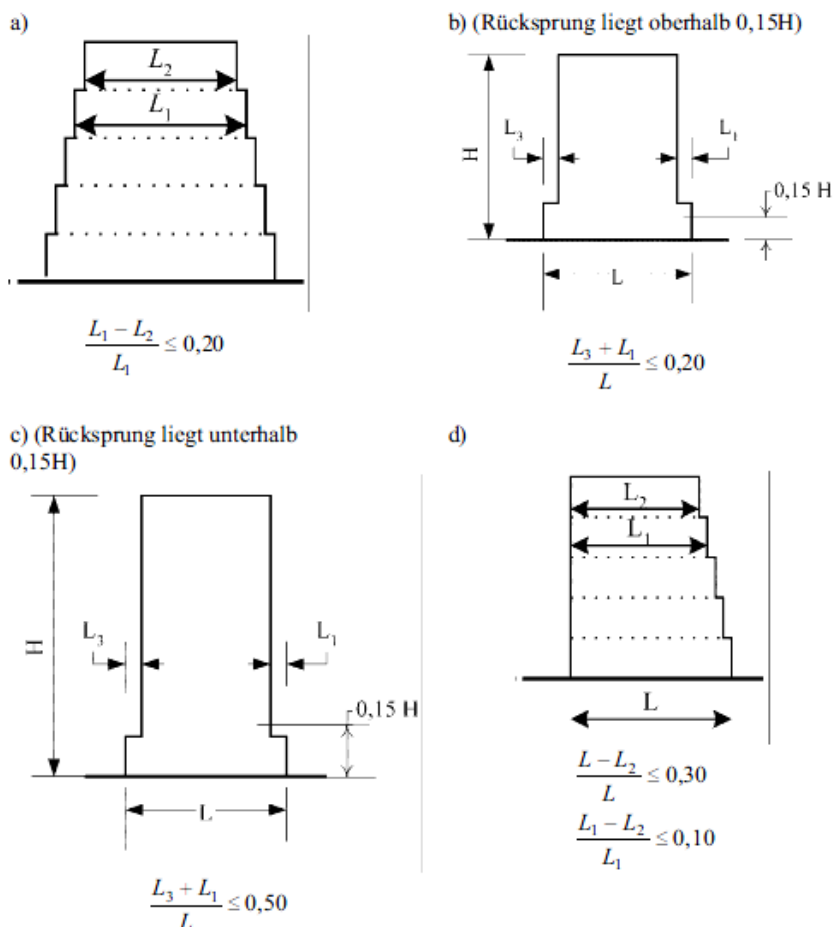 a)
L₂
L₁
L₁ − L₂
L₁
≤ 0,20
b) (Rücksprung liegt oberhalb 0,15H)
H
L₃
L₁
0,15 H
L
L₃ + L₁
L
≤ 0,20
c) (Rücksprung liegt unterhalb
0,15H)
H
L₃
L₁
0,15 H
L
L₃ + L₁
L
≤ 0,50
d)
L₂
L₁
L
L − L₂
L
≤ 0,30
L₁ − L₂
L₁
≤ 0,10